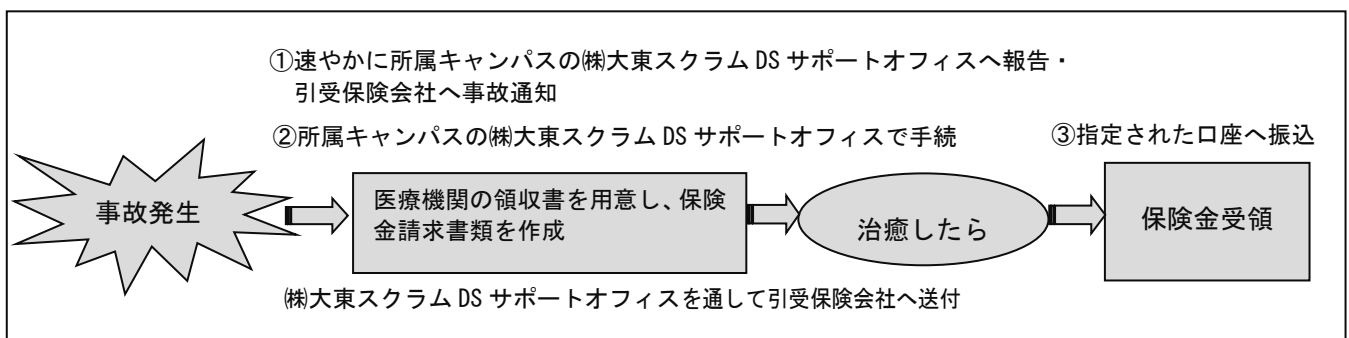 ①速やかに所属キャンパスの㈱大東スクラム DS サポートオフィスへ報告・
引受保険会社へ事故通知
②所属キャンパスの㈱大東スクラム DS サポートオフィスで手続
③指定された口座へ振込
事故発生
医療機関の領収書を用意し、保険
金請求書類を作成
治癒したら
保険金受領
㈱大東スクラム DS サポートオフィスを通して引受保険会社へ送付